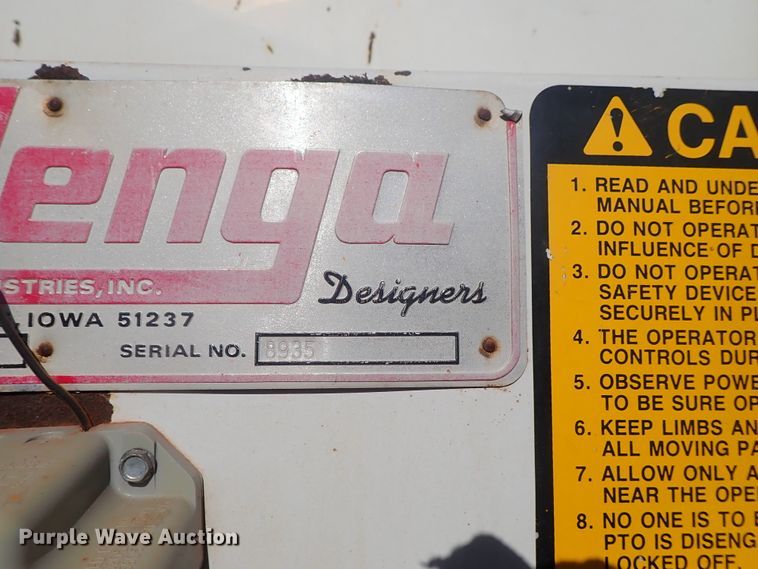 enga
STRIES, INC.
Designers
, IOWA 51237
SERIAL NO. 8935
CA
1. READ AND UNDE
MANUAL BEFOR
2. DO NOT OPERAT
INFLUENCE OF D
3. DO NOT OPERAT
SAFETY DEVICE
SECURELY IN PL
4. THE OPERATOR
CONTROLS DUR
5. OBSERVE POWE
TO BE SURE OP
6. KEEP LIMBS AN
ALL MOVING PA
7. ALLOW ONLY A
NEAR THE OPE
8. NO ONE IS TO B
PTO IS DISENG
LOCKED OFF.
Purple Wave Auction